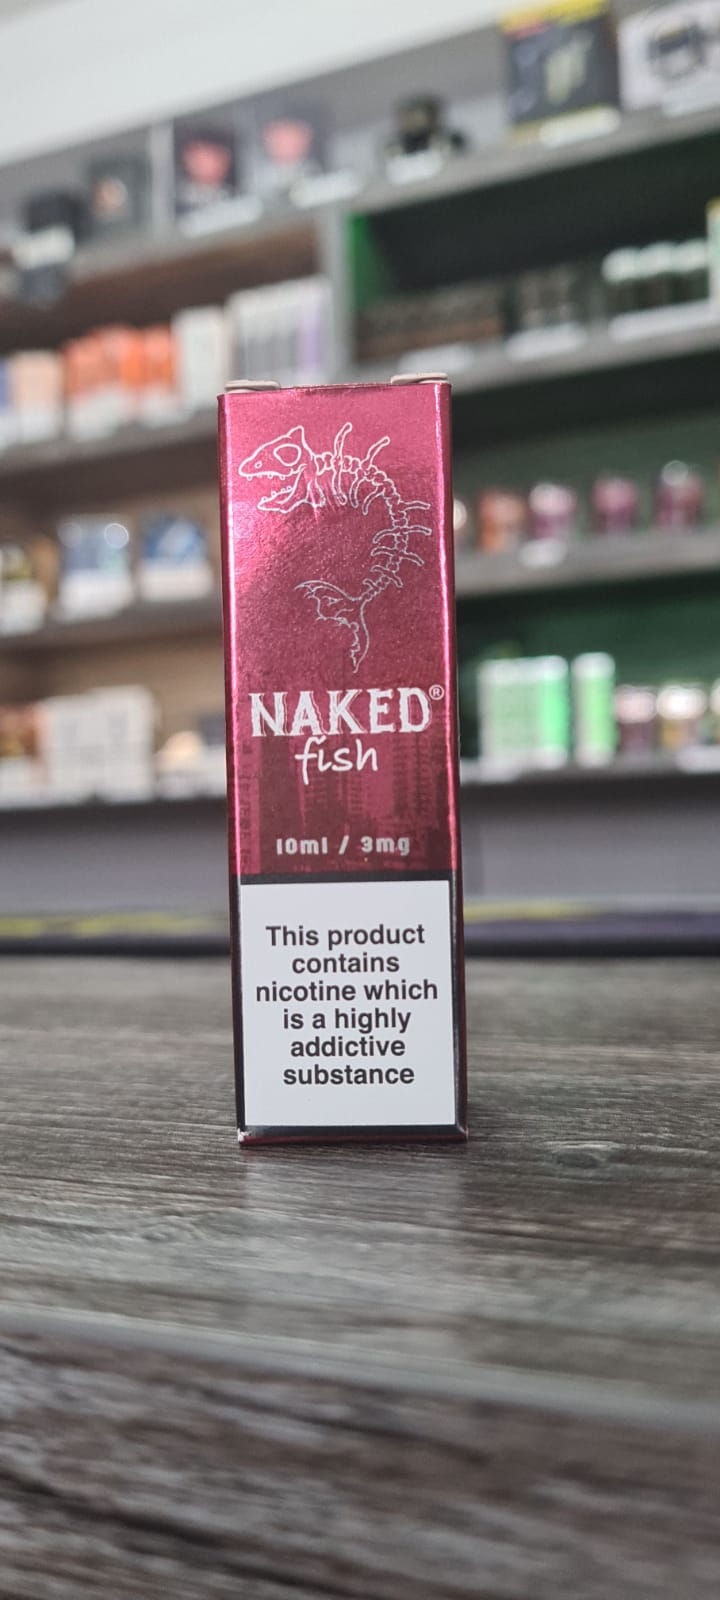 NAKED®
fish
10ml / 3mg
This product
contains
nicotine which
is a highly
addictive
substance